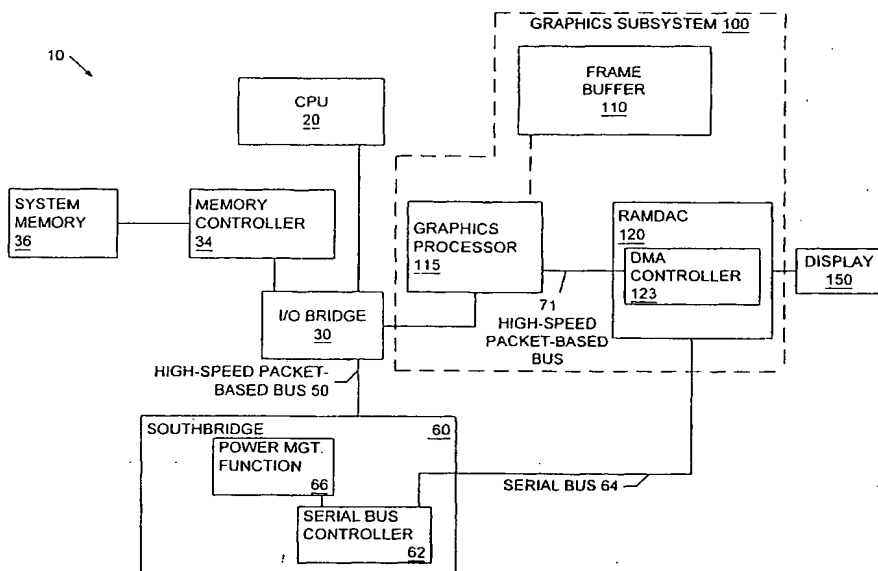 GRAPHICS SUBSYSTEM 100
10
FRAME
BUFFER
110
CPU
20
SYSTEM
MEMORY
36
MEMORY
CONTROLLER
34
GRAPHICS
PROCESSOR
115
RAMDAC
120
DMA
CONTROLLER
123
DISPLAY
150
71
HIGH-SPEED
PACKET-BASED
BUS
I/O BRIDGE
30
HIGH-SPEED PACKET-
BASED BUS 50
SOUTHBRIDGE 60
POWER MGT.
FUNCTION
66
SERIAL BUS 64
SERIAL BUS
CONTROLLER
62